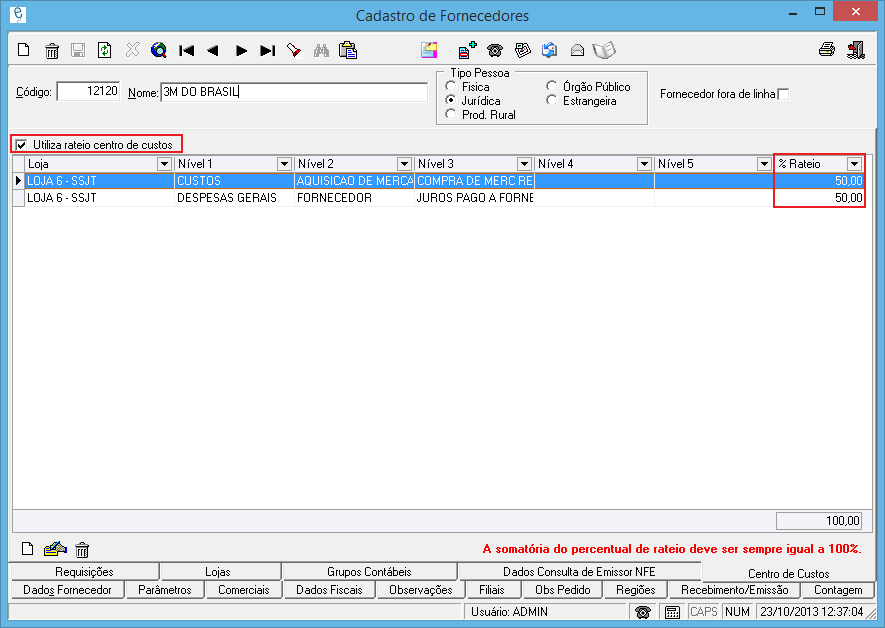 Cadastro de Fornecedores
Tipo Pessoa
Código: 12120 Nome: 3M DO BRASIL
Física
Jurídica
Prod. Rural
Órgão Público
Estrangeira
Fornecedor fora de linha
Utiliza rateio centro de custos
Loja Nível 1 Nível 2 Nível 3 Nível 4 Nível 5 % Rateio
LOJA 6 - SSJT CUSTOS AQUISICAO DE MERCA COMPRA DE MERC RE 50,00
LOJA 6 - SSJT DESPESAS GERAIS FORNECEDOR JUROS PAGO A FORNE 50,00
100,00
A somatória do percentual de rateio deve ser sempre igual a 100%.
Requisições Lojas Grupos Contábeis Dados Consulta de Emissor NFE Centro de Custos
Dados Fornecedor Parâmetros Comerciais Dados Fiscais Observações Filiais Obs Pedido Regiões Recebimento/Emissão Contagem
Usuário: ADMIN CAPS NUM 23/10/2013 12:37:04